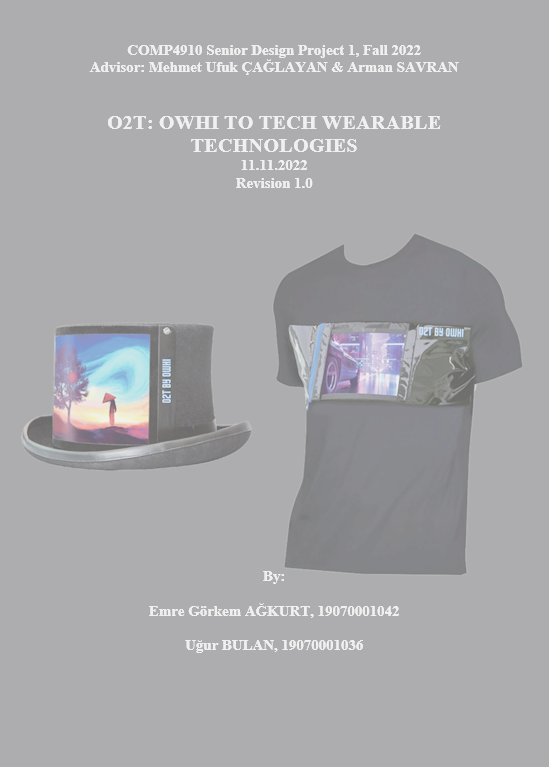 COMP4910 Senior Design Project 1, Fall 2022
Advisor: Mehmet Ufuk ÇAĞLAYAN & Arman SAVRAN
O2T: OWHI TO TECH WEARABLE
TECHNOLOGIES
11.11.2022
Revision 1.0
O2T BY OWHI
O2T BY OWHI
By:
Emre Görkem AĞKURT, 19070001042
Uğur BULAN, 19070001036